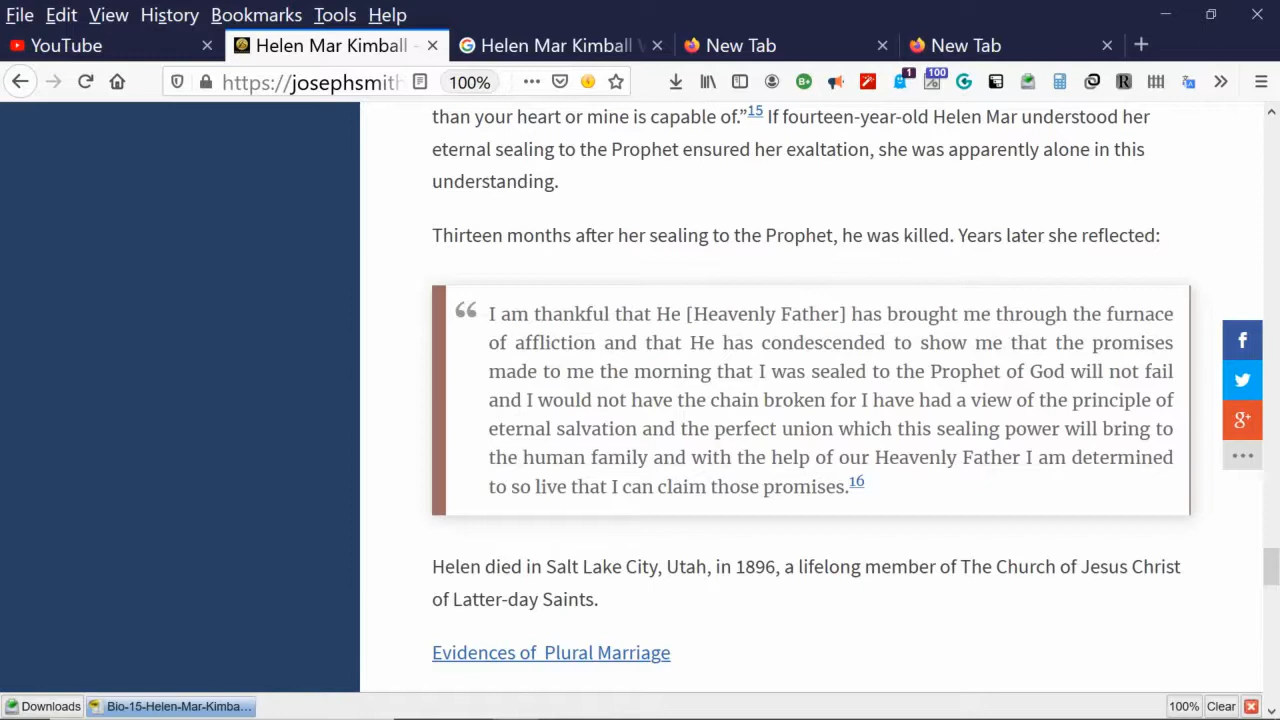 File Edit View History Bookmarks Tools Help
YouTube
Helen Mar Kimball -
Helen Mar Kimball
New Tab
New Tab
https://josephsmith
100%
1
100
than your heart or mine is capable of.”15 If fourteen-year-old Helen Mar understood her
eternal sealing to the Prophet ensured her exaltation, she was apparently alone in this
understanding.
Thirteen months after her sealing to the Prophet, he was killed. Years later she reflected:
“ I am thankful that He [Heavenly Father] has brought me through the furnace
of affliction and that He has condescended to show me that the promises
made to me the morning that I was sealed to the Prophet of God will not fail
and I would not have the chain broken for I have had a view of the principle of
eternal salvation and the perfect union which this sealing power will bring to
the human family and with the help of our Heavenly Father I am determined
to so live that I can claim those promises.16
Helen died in Salt Lake City, Utah, in 1896, a lifelong member of The Church of Jesus Christ
of Latter-day Saints.
Evidences of Plural Marriage
Downloads
Bio-15-Helen-Mar-Kimba...
100%
Clear